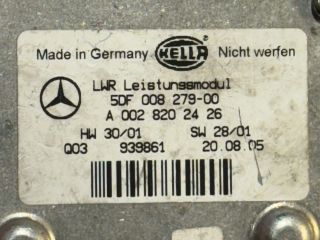 Made in Germany HELLA Nicht werfen
LWR Leistungsmodul
5DF 008 279-00
A 002 820 24 26
HW 30/01 SW 28/01
Q03 939861 20.08.05